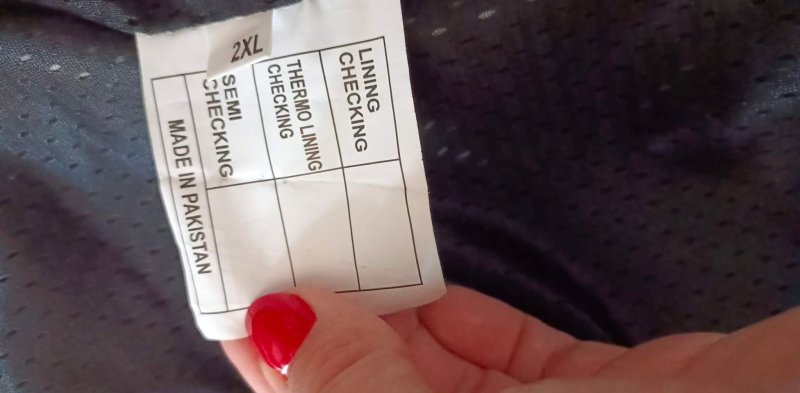 2XL
LINING
CHECKING
THERMO LINING
CHECKING
SEMI
CHECKING
MADE IN PAKISTAN